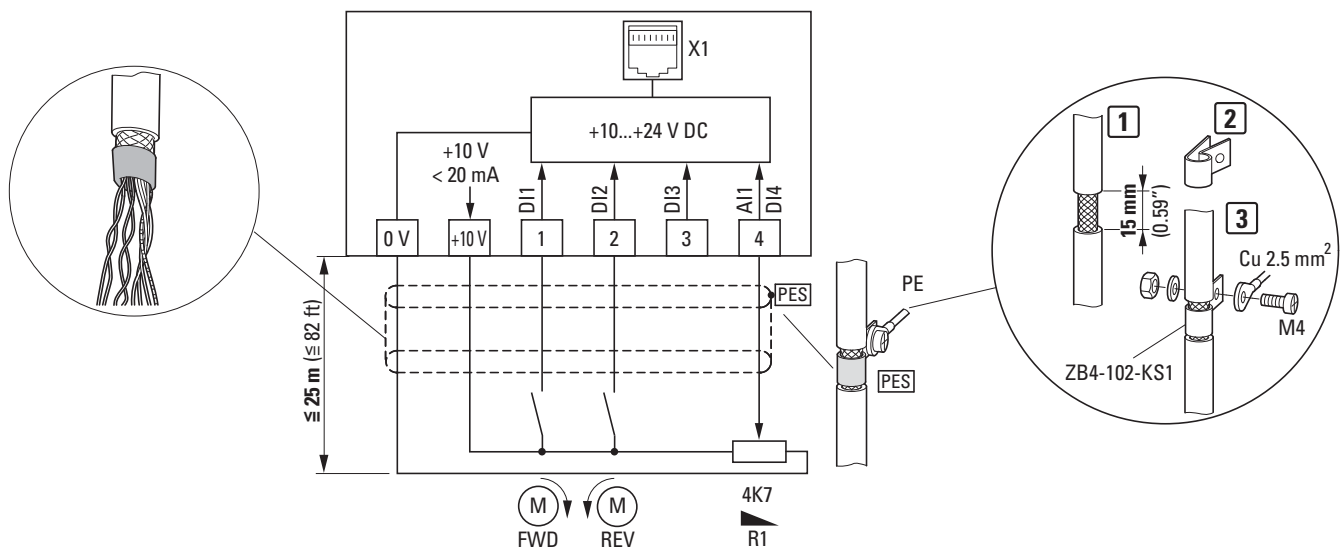 X1
+10...+24 V DC
+10 V
< 20 mA
DI1
DI2
DI3
AI1
DI4
0 V
+10 V
1
2
3
4
≦ 25 m (≦ 82 ft)
PES
PE
PES
4K7
R1
M
FWD
M
REV
1
2
15 mm
(0.59″)
3
Cu 2.5 mm²
M4
ZB4-102-KS1